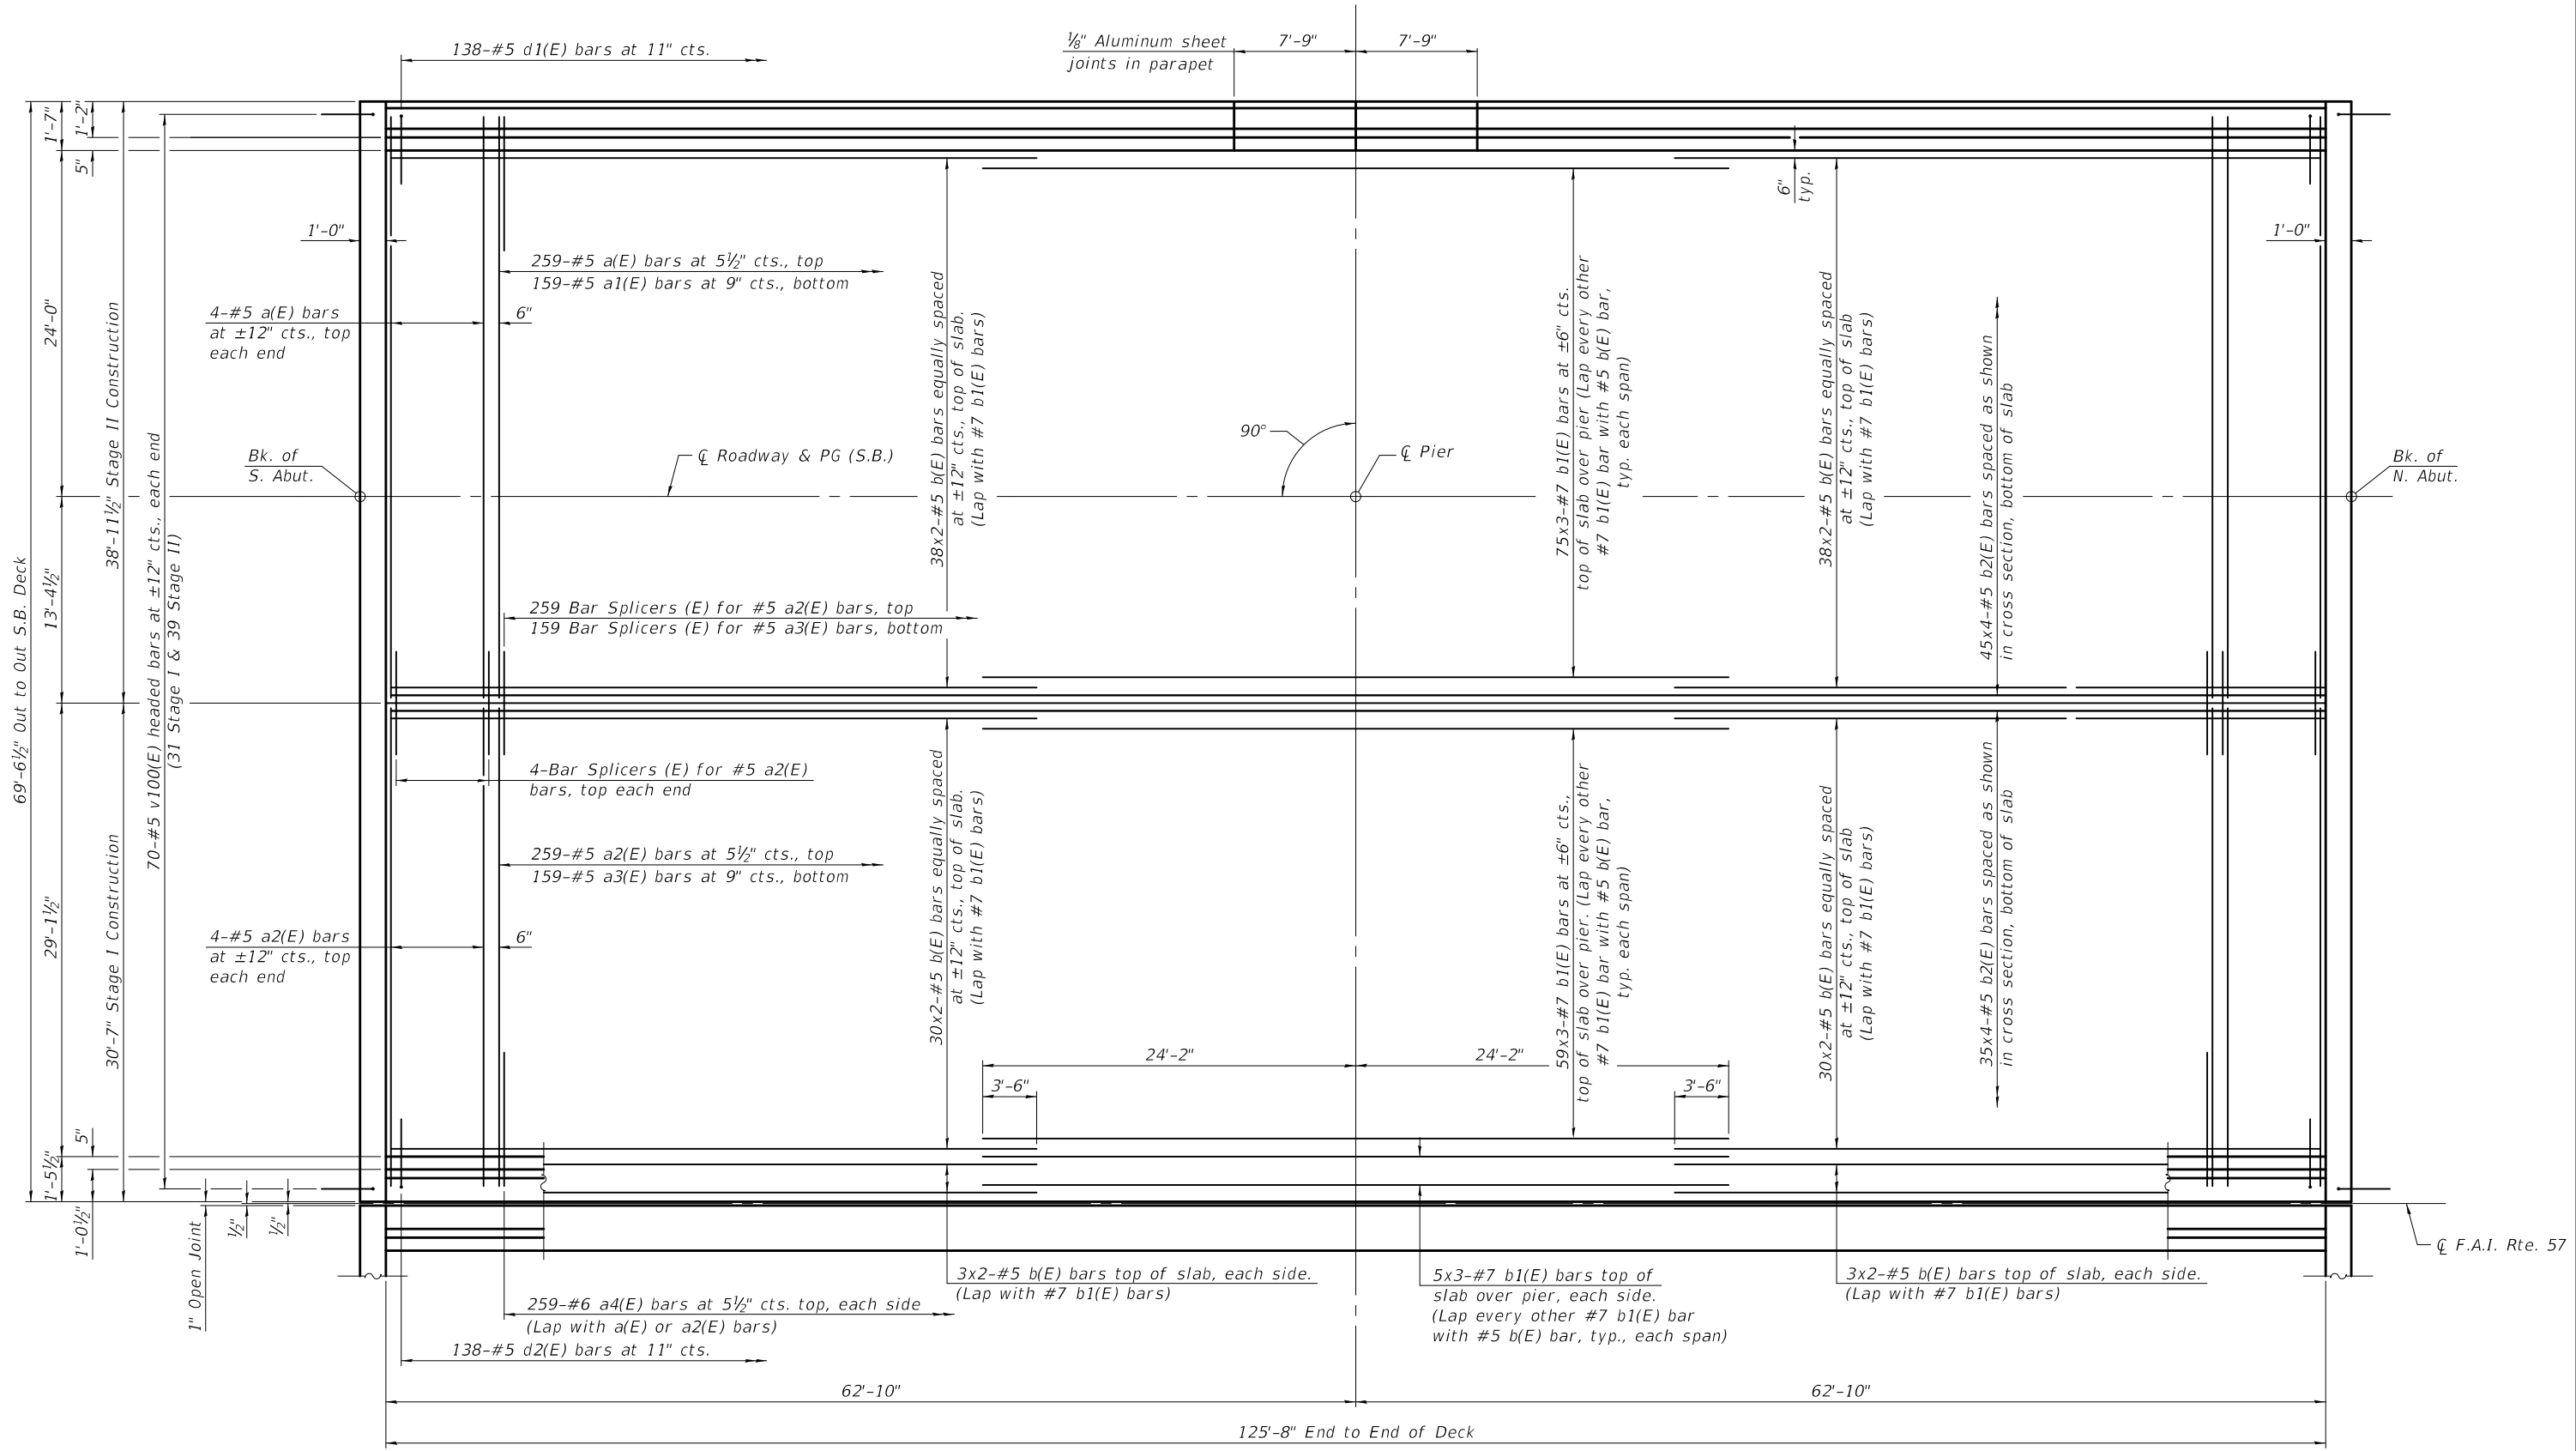 138-#5 d1(E) bars at 11" cts.
⅛" Aluminum sheet
joints in parapet
7'-9"
7'-9"
1'-7"
1'-2"
5"
6"
typ.
1'-0"
1'-0"
259-#5 a(E) bars at 5½" cts., top
159-#5 a1(E) bars at 9" cts., bottom
4-#5 a(E) bars
at ±12" cts., top
each end
6"
24'-0"
38'-11½" Stage II Construction
70-#5 v100(E) headed bars at ±12" cts., each end
(31 Stage I & 39 Stage II)
69'-6½" Out to Out S.B. Deck
13'-4½"
38x2-#5 b(E) bars equally spaced
at ±12" cts., top of slab.
(Lap with #7 b1(E) bars)
75x3-#7 b1(E) bars at ±6" cts.
top of slab over pier (Lap every other
#7 b1(E) bar with #5 b(E) bar,
typ. each span)
38x2-#5 b(E) bars equally spaced
at ±12" cts., top of slab
(Lap with #7 b1(E) bars)
45x4-#5 b2(E) bars spaced as shown
in cross section, bottom of slab
90°
Bk. of
S. Abut.
℄ Roadway & PG (S.B.)
℄ Pier
Bk. of
N. Abut.
259 Bar Splicers (E) for #5 a2(E) bars, top
159 Bar Splicers (E) for #5 a3(E) bars, bottom
4-Bar Splicers (E) for #5 a2(E)
bars, top each end
259-#5 a2(E) bars at 5½" cts., top
159-#5 a3(E) bars at 9" cts., bottom
4-#5 a2(E) bars
at ±12" cts., top
each end
6"
29'-1½"
30'-7" Stage I Construction
30x2-#5 b(E) bars equally spaced
at ±12" cts., top of slab.
(Lap with #7 b1(E) bars)
59x3-#7 b1(E) bars at ±6" cts.,
top of slab over pier. (Lap every other
#7 b1(E) bar with #5 b(E) bar,
typ. each span)
30x2-#5 b(E) bars equally spaced
at ±12" cts., top of slab
(Lap with #7 b1(E) bars)
35x4-#5 b2(E) bars spaced as shown
in cross section, bottom of slab
24'-2"
24'-2"
3'-6"
3'-6"
5"
1'-5½"
1'-0½"
1" Open Joint
½"
½"
℄ F.A.I. Rte. 57
3x2-#5 b(E) bars top of slab, each side.
(Lap with #7 b1(E) bars)
5x3-#7 b1(E) bars top of
slab over pier, each side.
(Lap every other #7 b1(E) bar
with #5 b(E) bar, typ., each span)
3x2-#5 b(E) bars top of slab, each side.
(Lap with #7 b1(E) bars)
259-#6 a4(E) bars at 5½" cts. top, each side
(Lap with a(E) or a2(E) bars)
138-#5 d2(E) bars at 11" cts.
62'-10"
62'-10"
125'-8" End to End of Deck